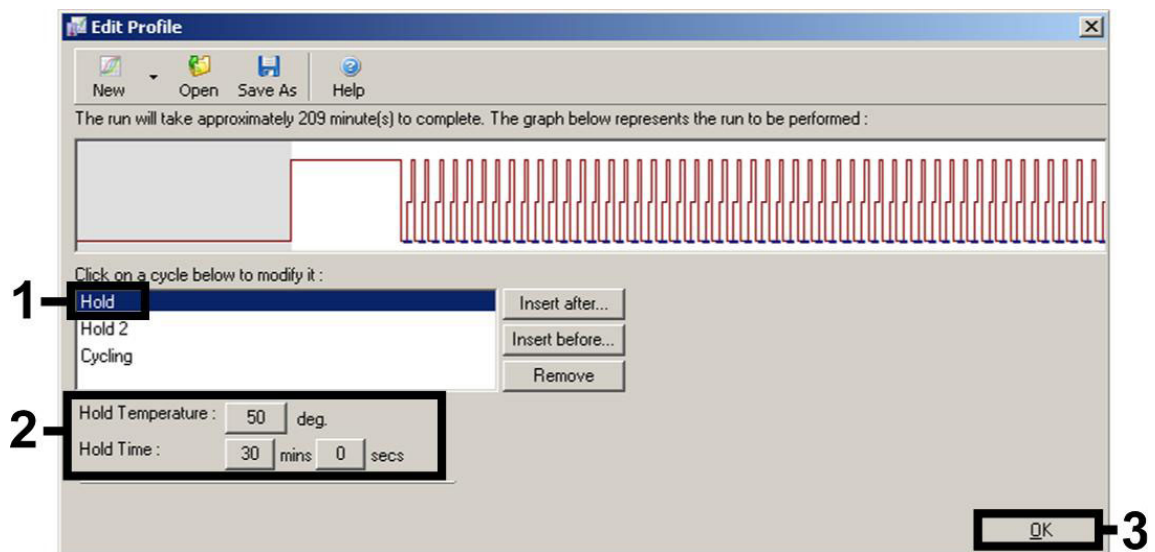 Edit Profile
New Open Save As Help
The run will take approximately 209 minute(s) to complete. The graph below represents the run to be performed :
Click on a cycle below to modify it :
1
Hold
Insert after...
Hold 2
Insert before...
Cycling
Remove
2
Hold Temperature : 50 deg.
Hold Time : 30 mins 0 secs
OK
3